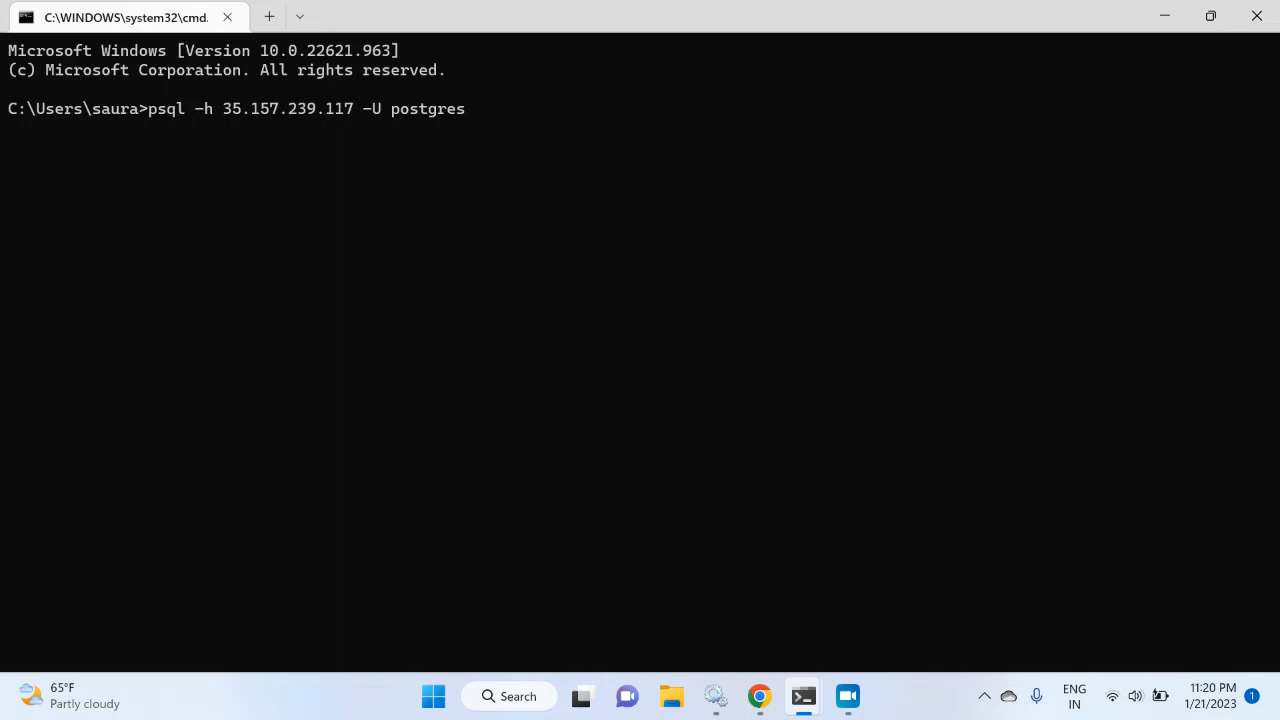 C:\WINDOWS\system32\cmd.
Microsoft Windows [Version 10.0.22621.963]
(c) Microsoft Corporation. All rights reserved.
C:\Users\saura>psql -h 35.157.239.117 -U postgres
65°F
Partly cloudy
Search
ENG
IN
11:20 PM
1/21/2023
1